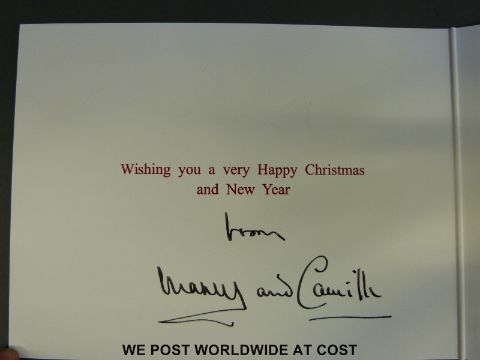 Wishing you a very Happy Christmas
and New Year
from
and Camilla
WE POST WORLDWIDE AT COST